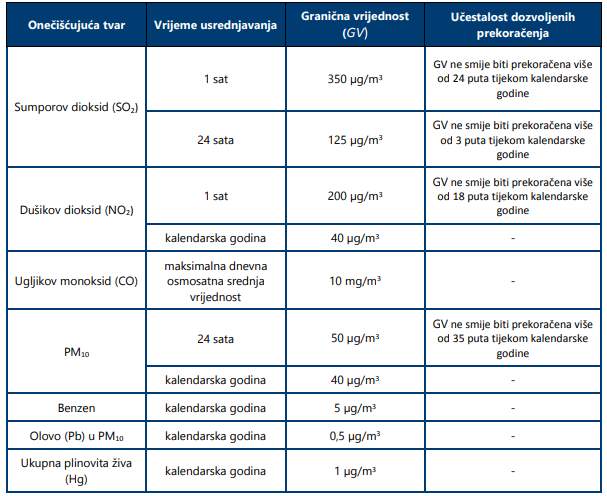 Onečišćujuća tvar
Vrijeme usrednjavanja
Granična vrijednost
(GV)
Učestalost dozvoljenih
prekoračenja
Sumporov dioksid (SO₂)
1 sat
350 µg/m³
GV ne smije biti prekoračena više
od 24 puta tijekom kalendarske
godine
24 sata
125 µg/m³
GV ne smije biti prekoračena više
od 3 puta tijekom kalendarske
godine
Dušikov dioksid (NO₂)
1 sat
200 µg/m³
GV ne smije biti prekoračena više
od 18 puta tijekom kalendarske
godine
kalendarska godina
40 µg/m³
-
Ugljikov monoksid (CO)
maksimalna dnevna
osmosatna srednja
vrijednost
10 mg/m³
-
PM₁₀
24 sata
50 µg/m³
GV ne smije biti prekoračena više
od 35 puta tijekom kalendarske
godine
kalendarska godina
40 µg/m³
-
Benzen
kalendarska godina
5 µg/m³
-
Olovo (Pb) u PM₁₀
kalendarska godina
0,5 µg/m³
-
Ukupna plinovita živa
(Hg)
kalendarska godina
1 µg/m³
-